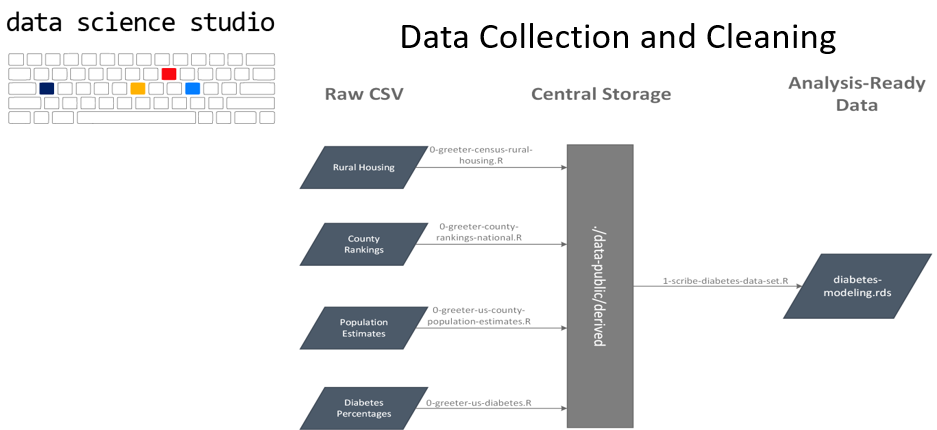 data science studio
Data Collection and Cleaning
Raw CSV
Central Storage
Analysis-Ready
Data
Rural Housing
0-greeter-census-rural-
housing.R
County
Rankings
0-greeter-county-
rankings-national.R
Population
Estimates
0-greeter-us-county-
population-estimates.R
Diabetes
Percentages
0-greeter-us-diabetes.R
./data-public/derived
1-scribe-diabetes-data-set.R
diabetes-
modeling.rds